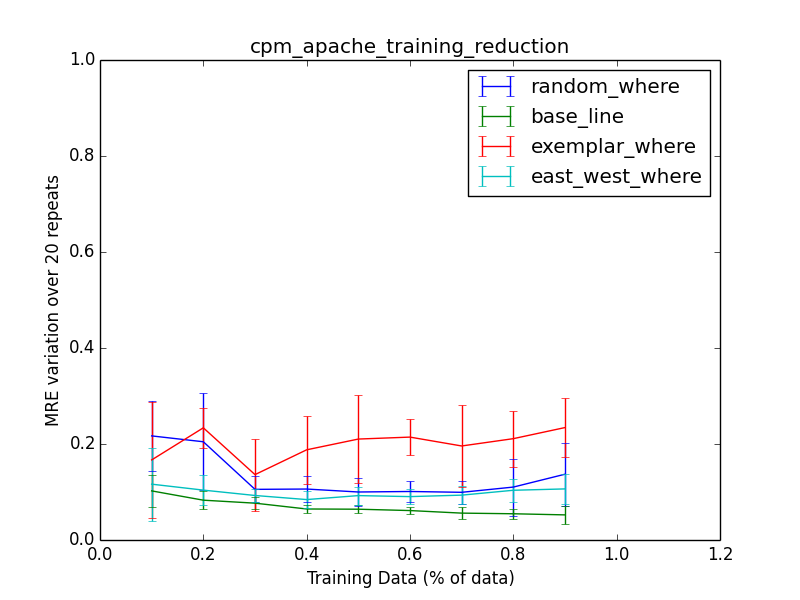 cpm_apache_training_reduction
1.0
0.8
0.6
0.4
0.2
0.0
MRE variation over 20 repeats
random_where
base_line
exemplar_where
east_west_where
0.0 0.2 0.4 0.6 0.8 1.0 1.2
Training Data (% of data)